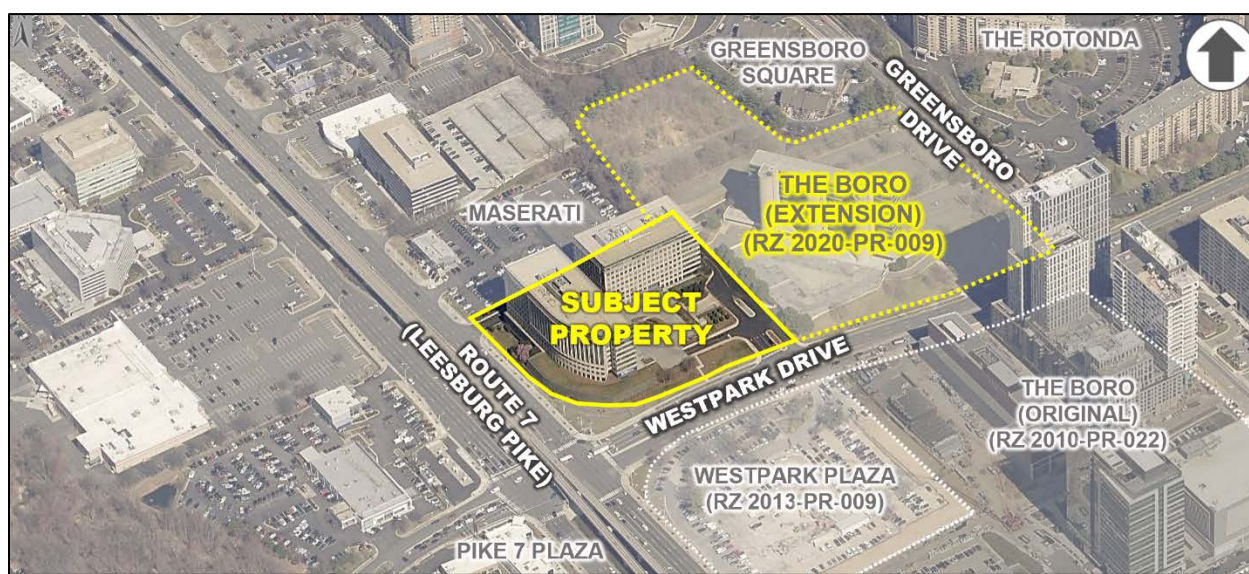 THE ROTONDA
GREENSBORO
SQUARE
GREENSBORO
DRIVE
THE BORO
(EXTENSION)
(RZ 2020-PR-009)
MASERATI
SUBJECT
PROPERTY
ROUTE 7
(LEESBURG PIKE)
WESTPARK DRIVE
THE BORO
(ORIGINAL)
(RZ 2010-PR-022)
WESTPARK PLAZA
(RZ 2013-PR-009)
PIKE 7 PLAZA